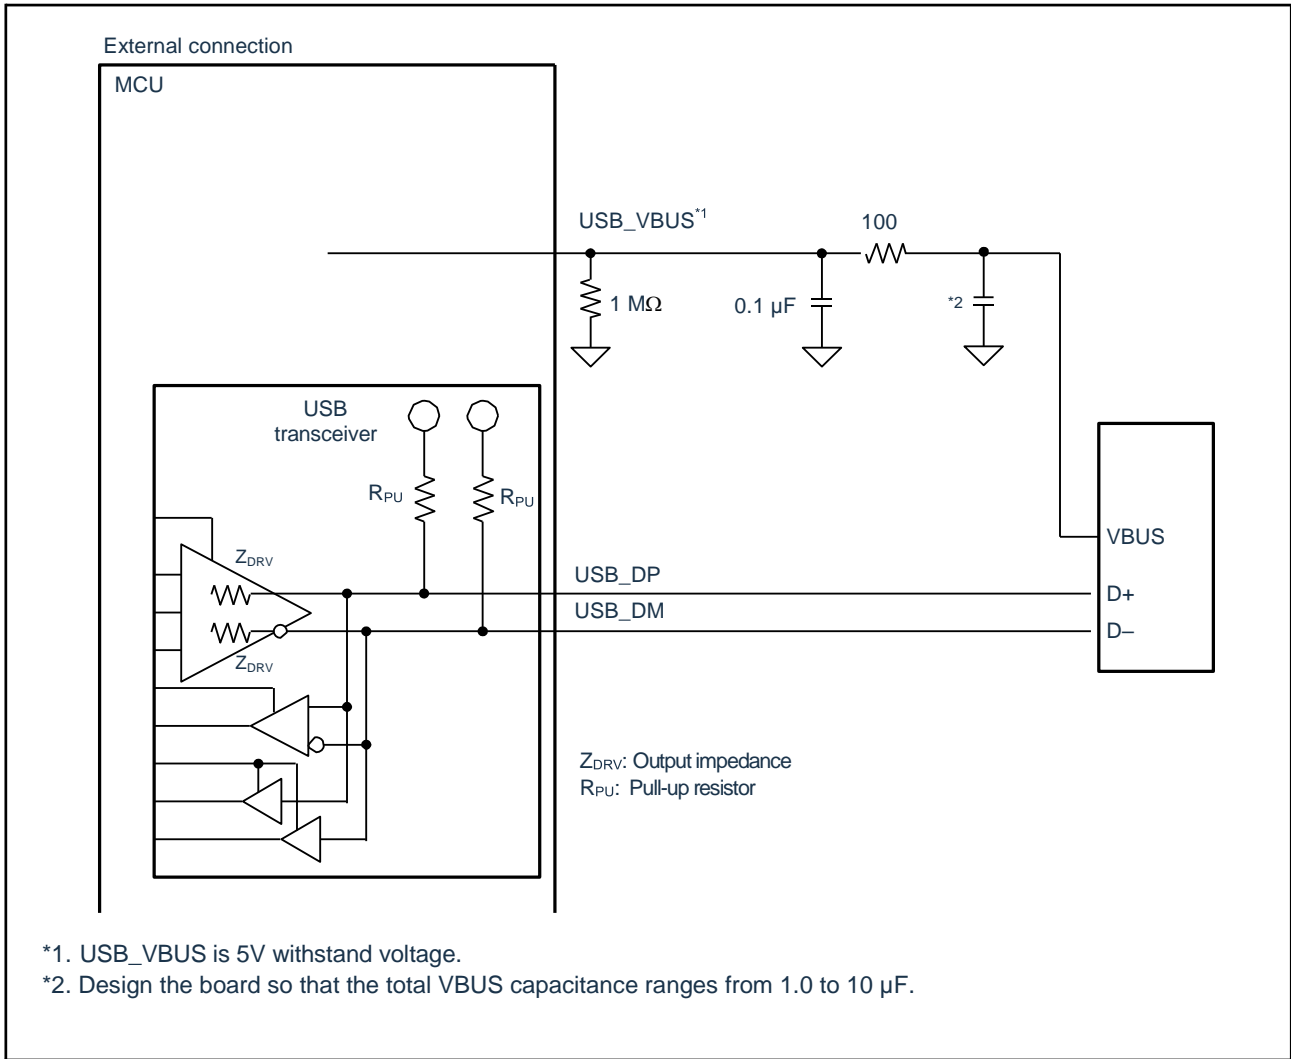 External connection
MCU
USB_VBUS*1
100
1 MΩ
0.1 µF
*2
USB
transceiver
RPU
RPU
VBUS
ZDRV
USB_DP
D+
USB_DM
D–
ZDRV
ZDRV: Output impedance
RPU: Pull-up resistor
*1. USB_VBUS is 5V withstand voltage.
*2. Design the board so that the total VBUS capacitance ranges from 1.0 to 10 µF.